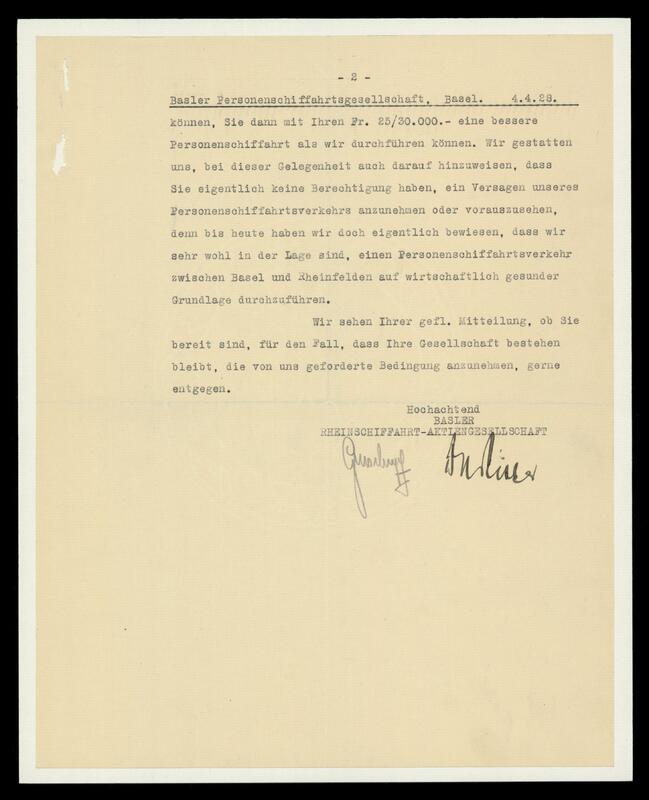 - 2 -
Basler Personenschiffahrtsgesellschaft, Basel. 4.4.28.
können, Sie dann mit Ihren Fr. 25/30.000.- eine bessere
Personenschiffahrt als wir durchführen können. Wir gestatten
uns, bei dieser Gelegenheit auch darauf hinzuweisen, dass
Sie eigentlich keine Berechtigung haben, ein Versagen unseres
Personenschiffahrtsverkehrs anzunehmen oder vorauszusehen,
denn bis heute haben wir doch eigentlich bewiesen, dass wir
sehr wohl in der Lage sind, einen Personenschiffahrtsverkehr
zwischen Basel und Rheinfelden auf wirtschaftlich gesunder
Grundlage durchzuführen.
Wir sehen Ihrer gefl. Mitteilung, ob Sie
bereit sind, für den Fall, dass Ihre Gesellschaft bestehen
bleibt, die von uns geforderte Bedingung anzunehmen, gerne
entgegen.
Hochachtend
BASLER
RHEINSCHIFFAHRT-AKTIENGESELLSCHAFT